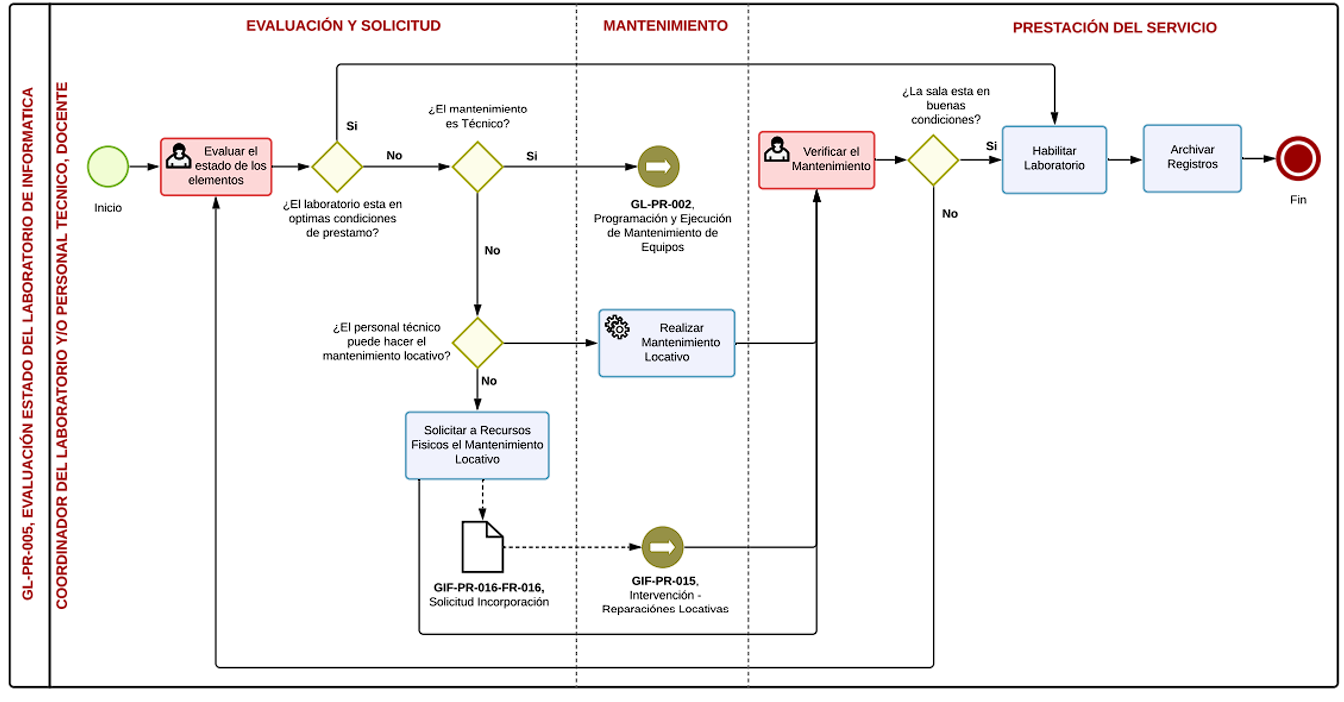 GL-PR-005, EVALUACIÓN ESTADO DEL LABORATORIO DE INFORMATICA
COORDINADOR DEL LABORATORIO Y/O PERSONAL TECNICO, DOCENTE
EVALUACIÓN Y SOLICITUD
MANTENIMIENTO
PRESTACIÓN DEL SERVICIO
Inicio
Evaluar el
estado de los
elementos
Si
No
¿El laboratorio esta en
optimas condiciones
de prestamo?
¿El mantenimiento
es Técnico?
Si
No
GL-PR-002,
Programación y Ejecución
de Mantenimiento de
Equipos
¿El personal técnico
puede hacer el
mantenimiento locativo?
No
Realizar
Mantenimiento
Locativo
Solicitar a Recursos
Fisicos el Mantenimiento
Locativo
GIF-PR-016-FR-016,
Solicitud Incorporación
GIF-PR-015,
Intervención -
Reparaciónes Locativas
Verificar el
Mantenimiento
¿La sala esta en
buenas
condiciones?
Si
No
Habilitar
Laboratorio
Archivar
Registros
Fin